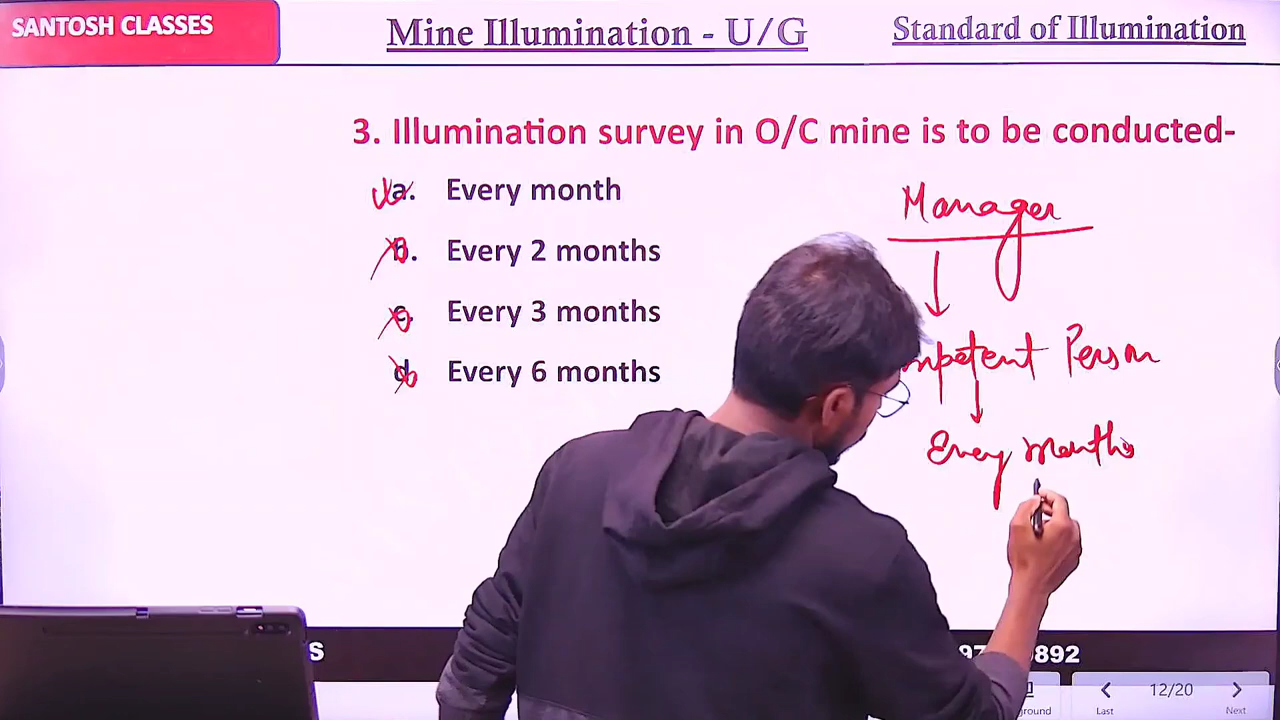 SANTOSH CLASSES
Mine Illumination - U/G
Standard of Illumination
3. Illumination survey in O/C mine is to be conducted-
a. Every month
b. Every 2 months
c. Every 3 months
d. Every 6 months
Manager
Person
Every months
892
12/20
Last
Next